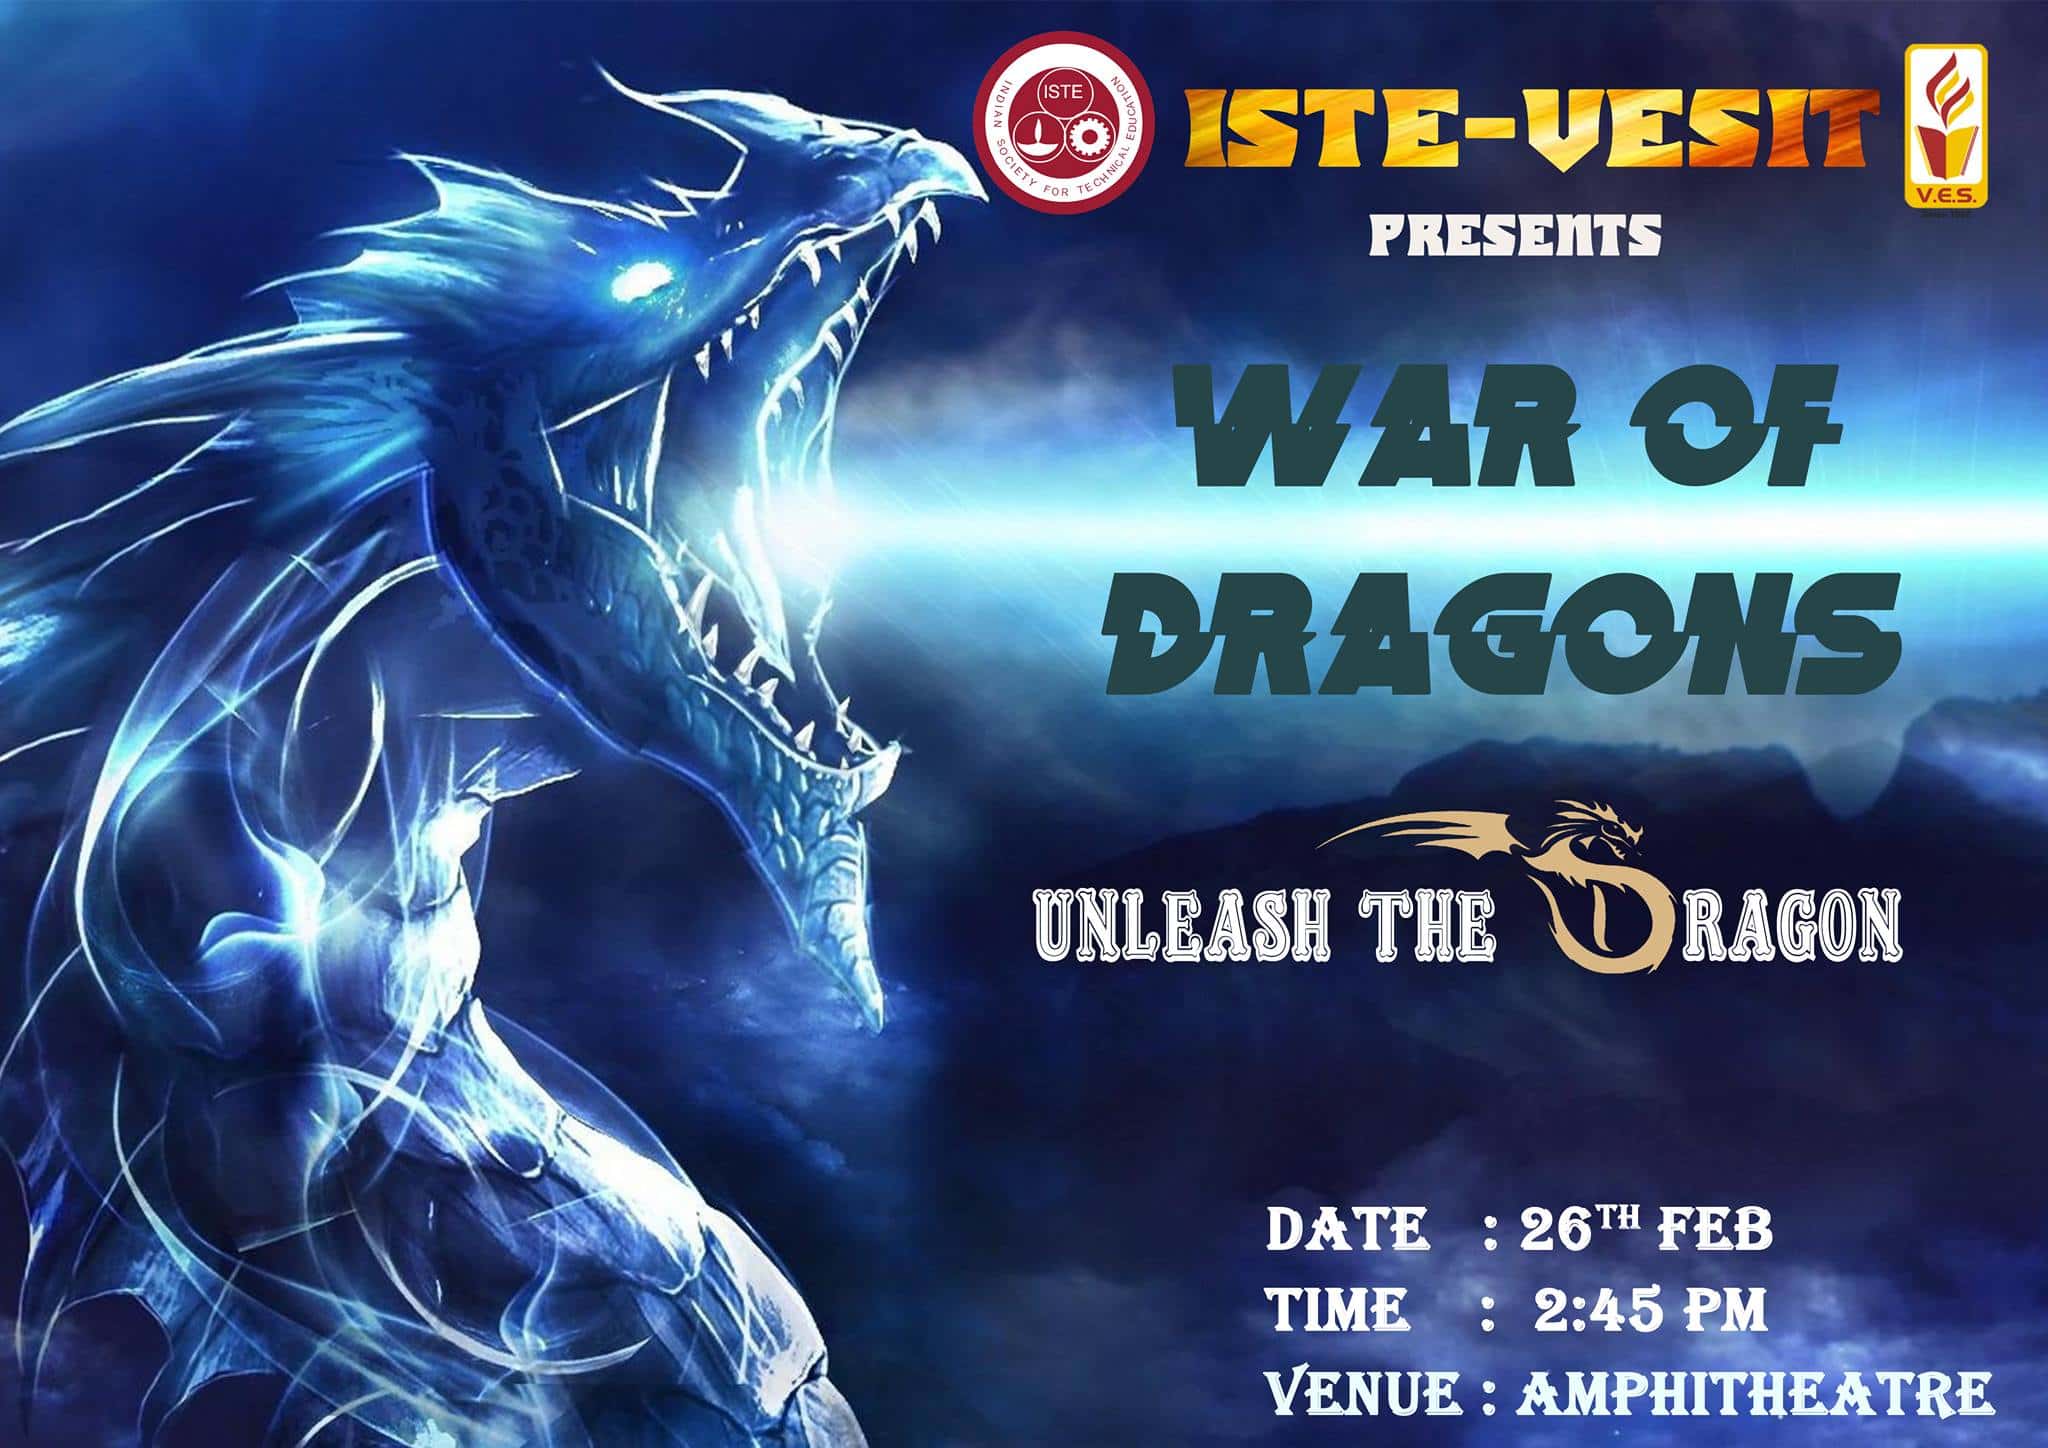 ISTE
INDIAN SOCIETY FOR TECHNICAL EDUCATION
ISTE-VESIT
V.E.S.
PRESENTS
WAR OF
DRAGONS
UNLEASH THE DRAGON
DATE : 26TH FEB
TIME : 2:45 PM
VENUE : AMPHITHEATRE